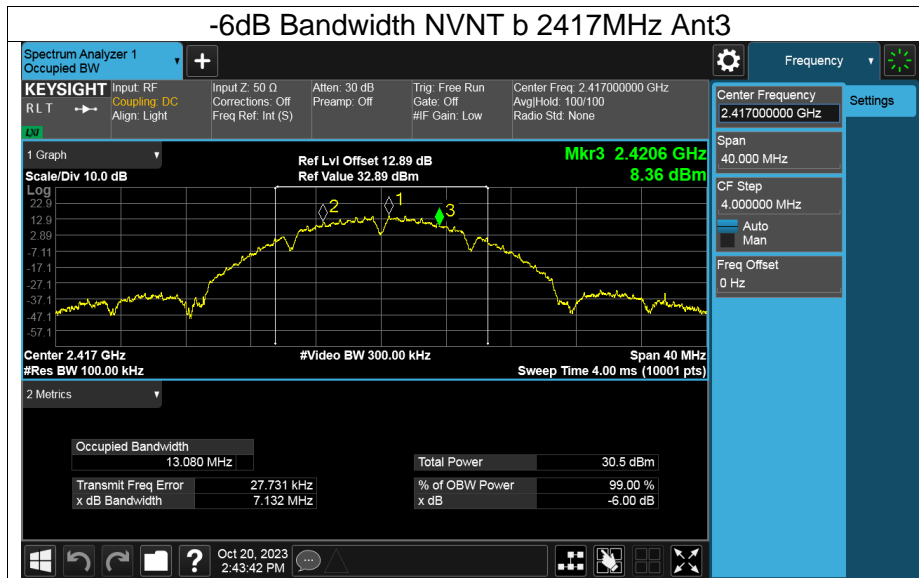 -6dB Bandwidth NVNT b 2417MHz Ant3
Spectrum Analyzer 1
Occupied BW
+
Frequency
KEYSIGHT
R L T
LXI
Input: RF
Coupling: DC
Align: Light
Input Z: 50 Ω
Corrections: Off
Freq Ref: Int (S)
Atten: 30 dB
Preamp: Off
Trig: Free Run
Gate: Off
#IF Gain: Low
Center Freq: 2.417000000 GHz
Avg|Hold: 100/100
Radio Std: None
Center Frequency
2.417000000 GHz
Settings
Span
40.000 MHz
CF Step
4.000000 MHz
Auto
Man
Freq Offset
0 Hz
1 Graph
Ref Lvl Offset 12.89 dB
Mkr3 2.4206 GHz
Scale/Div 10.0 dB
Ref Value 32.89 dBm
8.36 dBm
Log
22.9
12.9
2.89
-7.11
-17.1
-27.1
-37.1
-47.1
-57.1
2
1
3
Center 2.417 GHz
#Video BW 300.00 kHz
Span 40 MHz
#Res BW 100.00 kHz
Sweep Time 4.00 ms (10001 pts)
2 Metrics
Occupied Bandwidth
13.080 MHz
Total Power 30.5 dBm
Transmit Freq Error 27.731 kHz
% of OBW Power 99.00 %
x dB Bandwidth 7.132 MHz
x dB -6.00 dB
?
Oct 20, 2023
2:43:42 PM